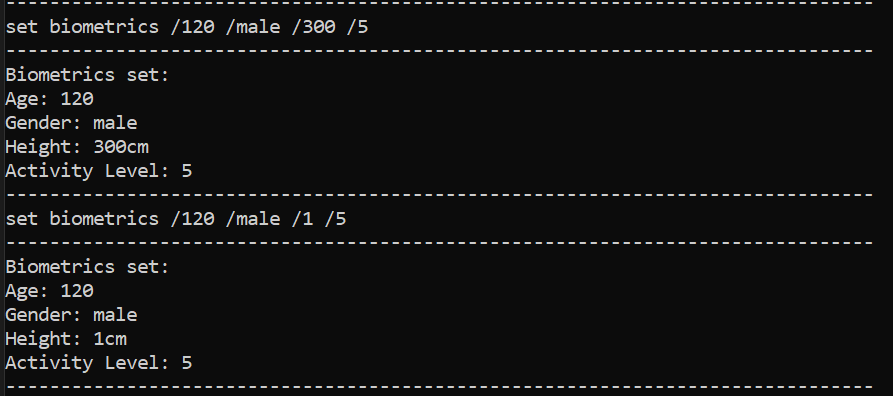 --------------------------------------------------------------------------------
set biometrics /120 /male /300 /5
--------------------------------------------------------------------------------
Biometrics set:
Age: 120
Gender: male
Height: 300cm
Activity Level: 5
--------------------------------------------------------------------------------
set biometrics /120 /male /1 /5
--------------------------------------------------------------------------------
Biometrics set:
Age: 120
Gender: male
Height: 1cm
Activity Level: 5
--------------------------------------------------------------------------------